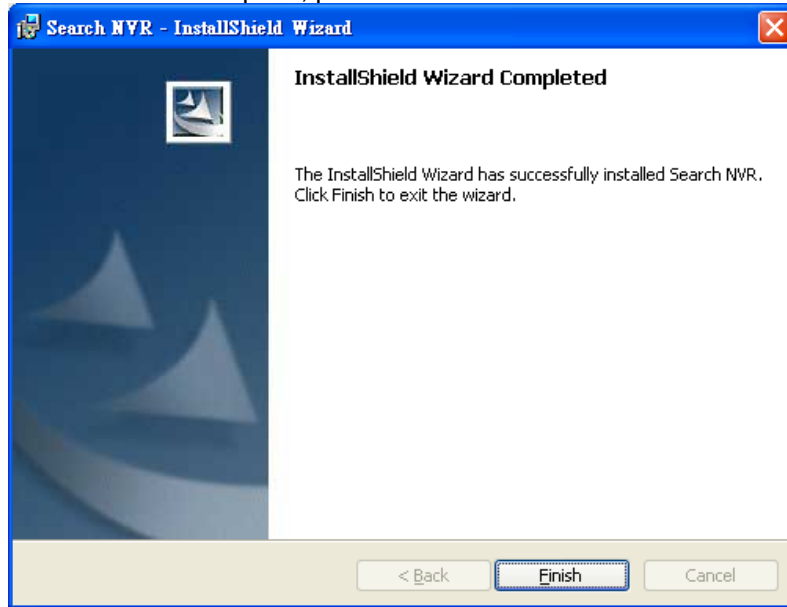 Search NVR - InstallShield Wizard
InstallShield Wizard Completed
The InstallShield Wizard has successfully installed Search NVR.
Click Finish to exit the wizard.
< Back
Finish
Cancel